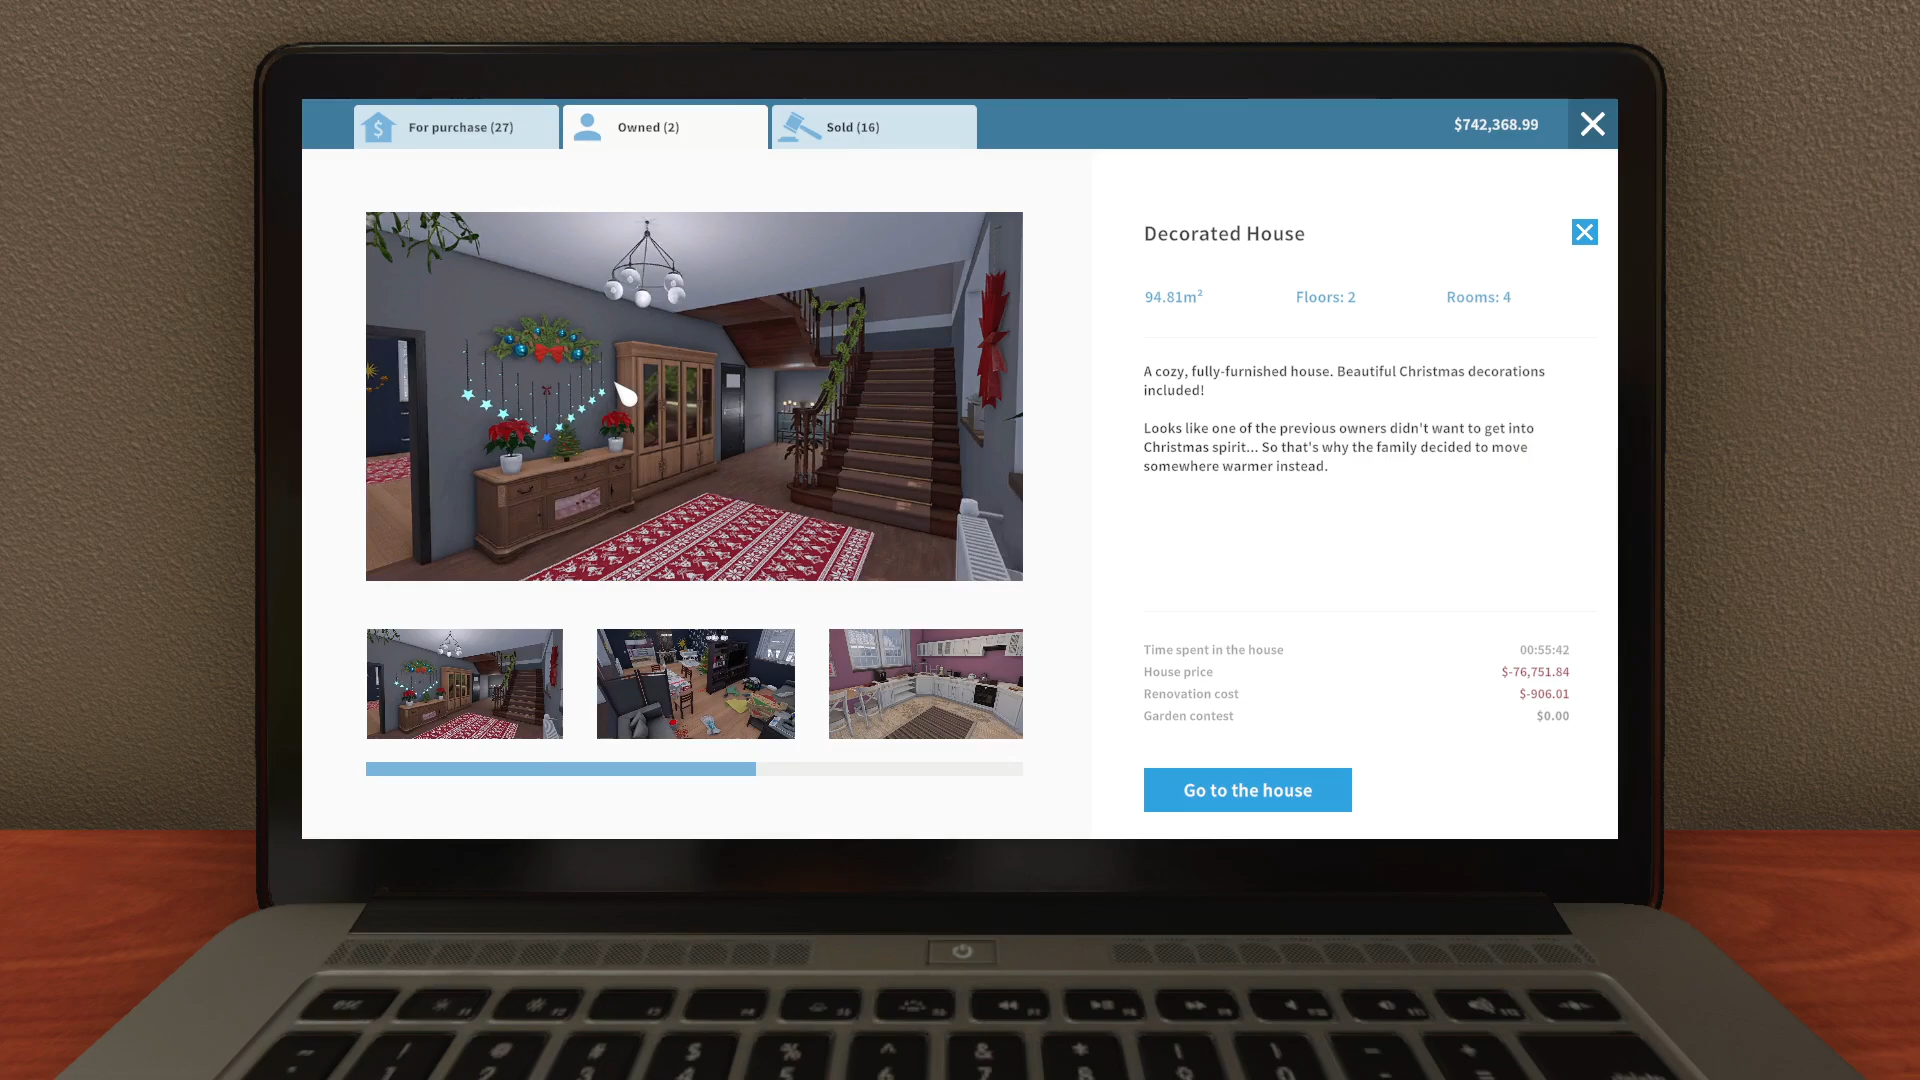 For purchase (27)
Owned (2)
Sold (16)
$742,368.99
Decorated House
94.81m²
Floors: 2
Rooms: 4
A cozy, fully-furnished house. Beautiful Christmas decorations
included!
Looks like one of the previous owners didn't want to get into
Christmas spirit... So that's why the family decided to move
somewhere warmer instead.
Time spent in the house 00:55:42
House price $-76,751.84
Renovation cost $-906.01
Garden contest $0.00
Go to the house
esc